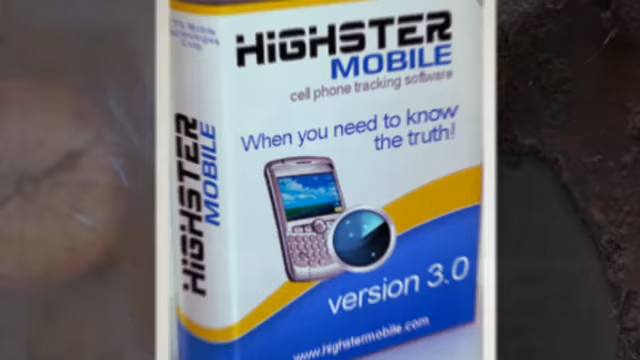 HiGHSTER
MOBILE
cell phone tracking software
When you need to know
the truth!
HiGHSTER
MOBILE
version 3.0
www.highstermobile.com